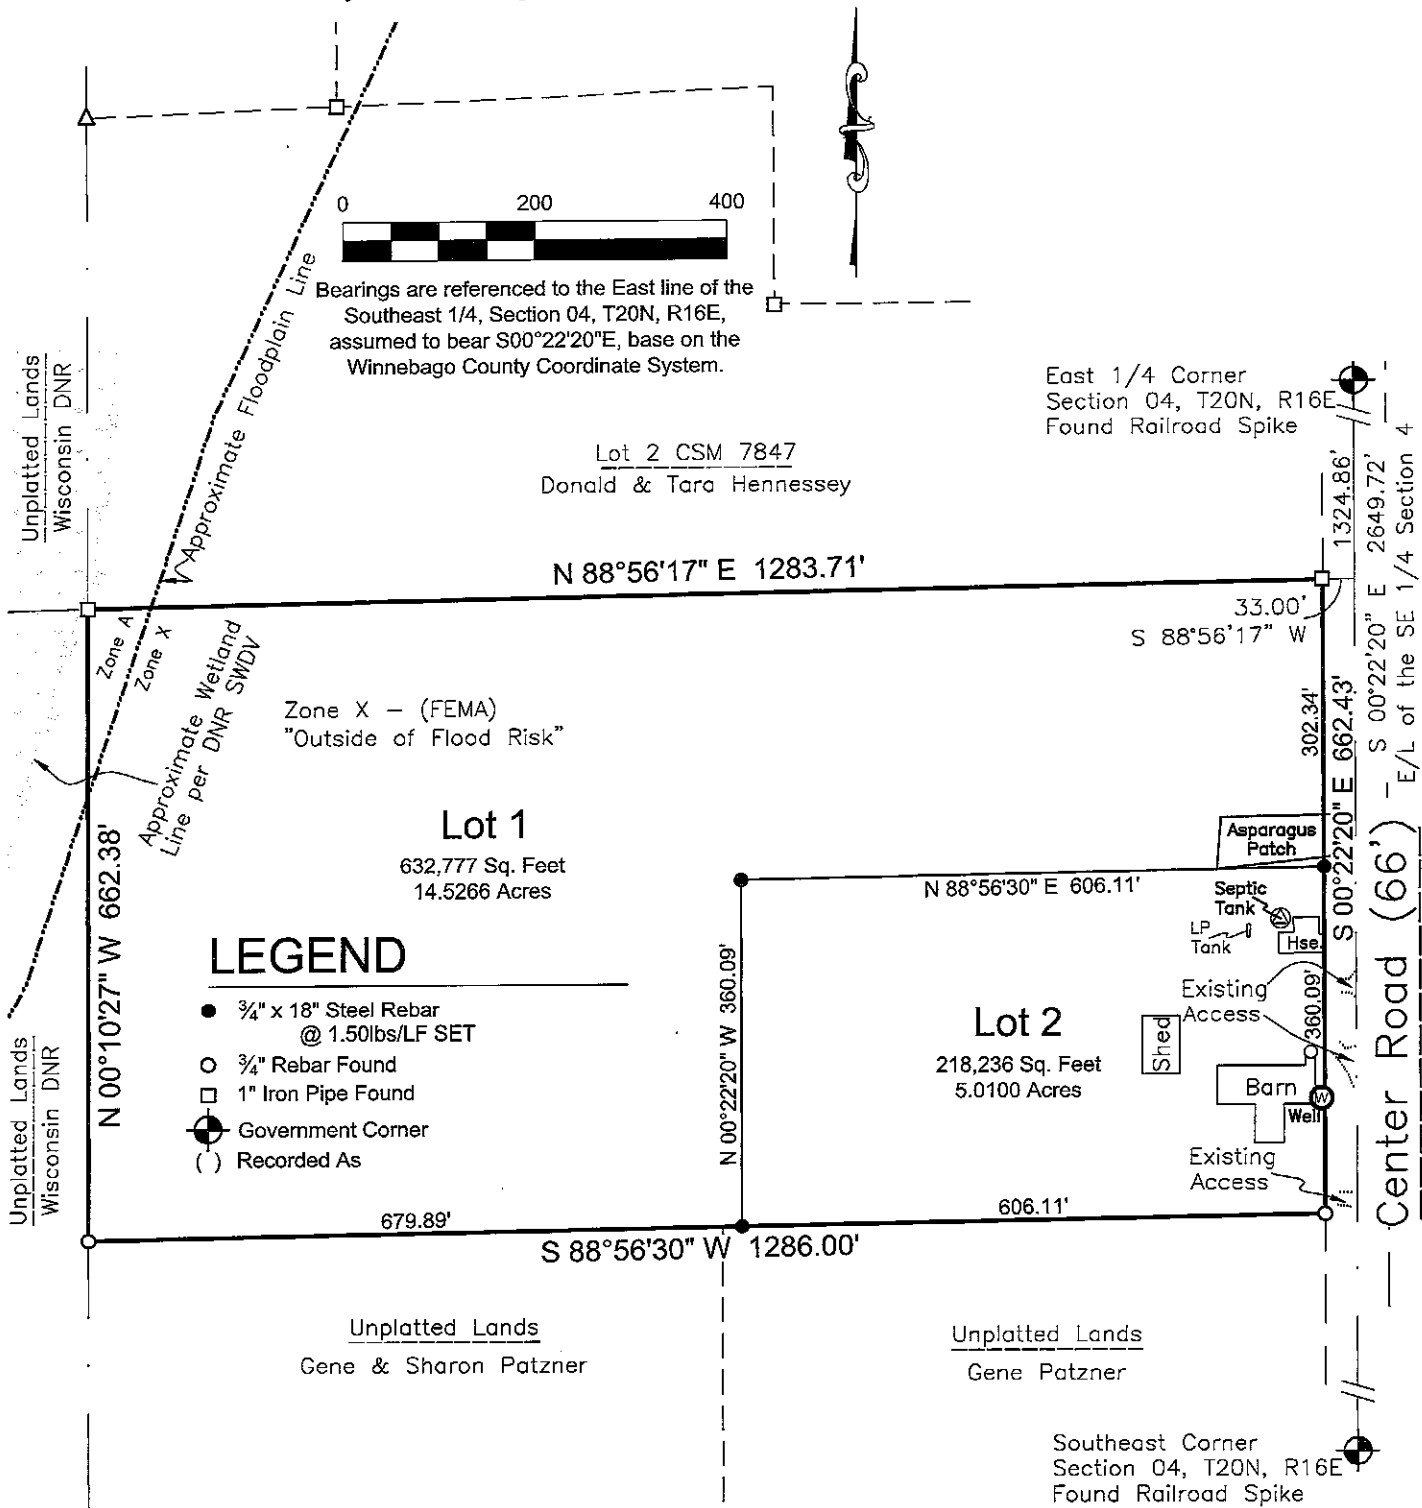 0 200 400
Bearings are referenced to the East line of the
Southeast 1/4, Section 04, T20N, R16E,
assumed to bear S00°22'20"E, base on the
Winnebago County Coordinate System.
Approximate Floodplain Line
Unplatted Lands
Wisconsin DNR
East 1/4 Corner
Section 04, T20N, R16E
Found Railroad Spike
Lot 2 CSM 7847
Donald & Tara Hennessey
1324.86'
S 00°22'20" E 2649.72'
E/L of the SE 1/4 Section 4
N 88°56'17" E 1283.71'
33.00'
S 88°56'17" W
Zone A
Zone X
Approximate Wetland
Line per DNR SWDV
Zone X – (FEMA)
"Outside of Flood Risk"
302.34'
S 00°22'20" E 662.43'
Lot 1
632,777 Sq. Feet
14.5266 Acres
Asparagus
Patch
N 88°56'30" E 606.11'
N 00°10'27" W 662.38'
Septic
Tank
LP
Tank
Hse.
LEGEND
¾" x 18" Steel Rebar
@ 1.50lbs/LF SET
¾" Rebar Found
1" Iron Pipe Found
Government Corner
( ) Recorded As
N 00°22'20" W 360.09'
Existing
Access
360.09'
Lot 2
218,236 Sq. Feet
5.0100 Acres
Shed
Barn
W
Well
Existing
Access
Center Road (66')
Unplatted Lands
Wisconsin DNR
679.89'
606.11'
S 88°56'30" W 1286.00'
Unplatted Lands
Gene & Sharon Patzner
Unplatted Lands
Gene Patzner
Southeast Corner
Section 04, T20N, R16E
Found Railroad Spike